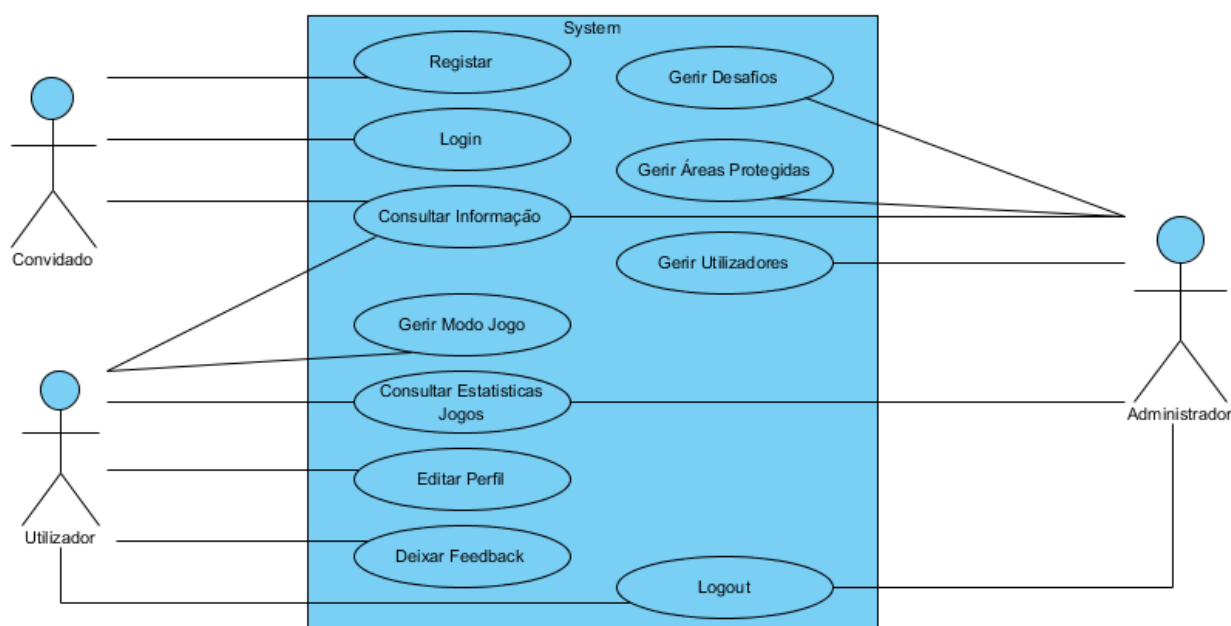 System
Registar
Gerir Desafios
Login
Gerir Áreas Protegidas
Consultar Informação
Convidado
Gerir Utilizadores
Gerir Modo Jogo
Consultar Estatisticas
Jogos
Administrador
Editar Perfil
Utilizador
Deixar Feedback
Logout